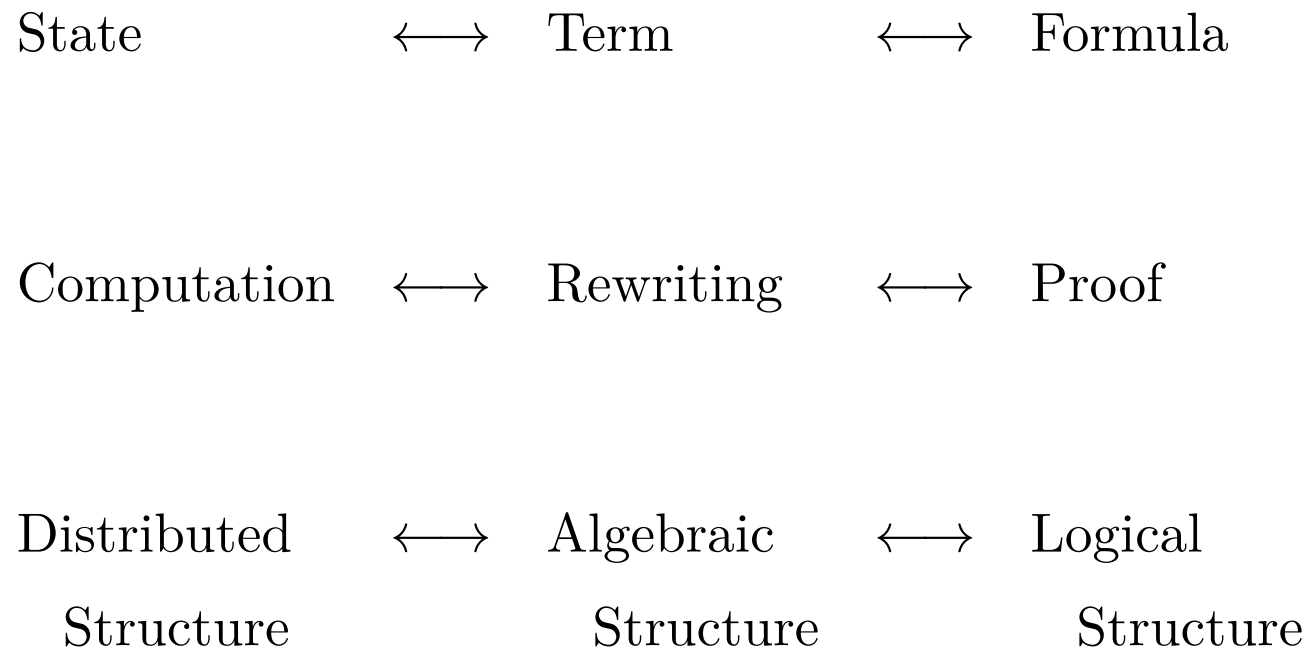 State ⟷ Term ⟷ Formula
Computation ⟷ Rewriting ⟷ Proof
Distributed ⟷ Algebraic ⟷ Logical
Structure Structure Structure